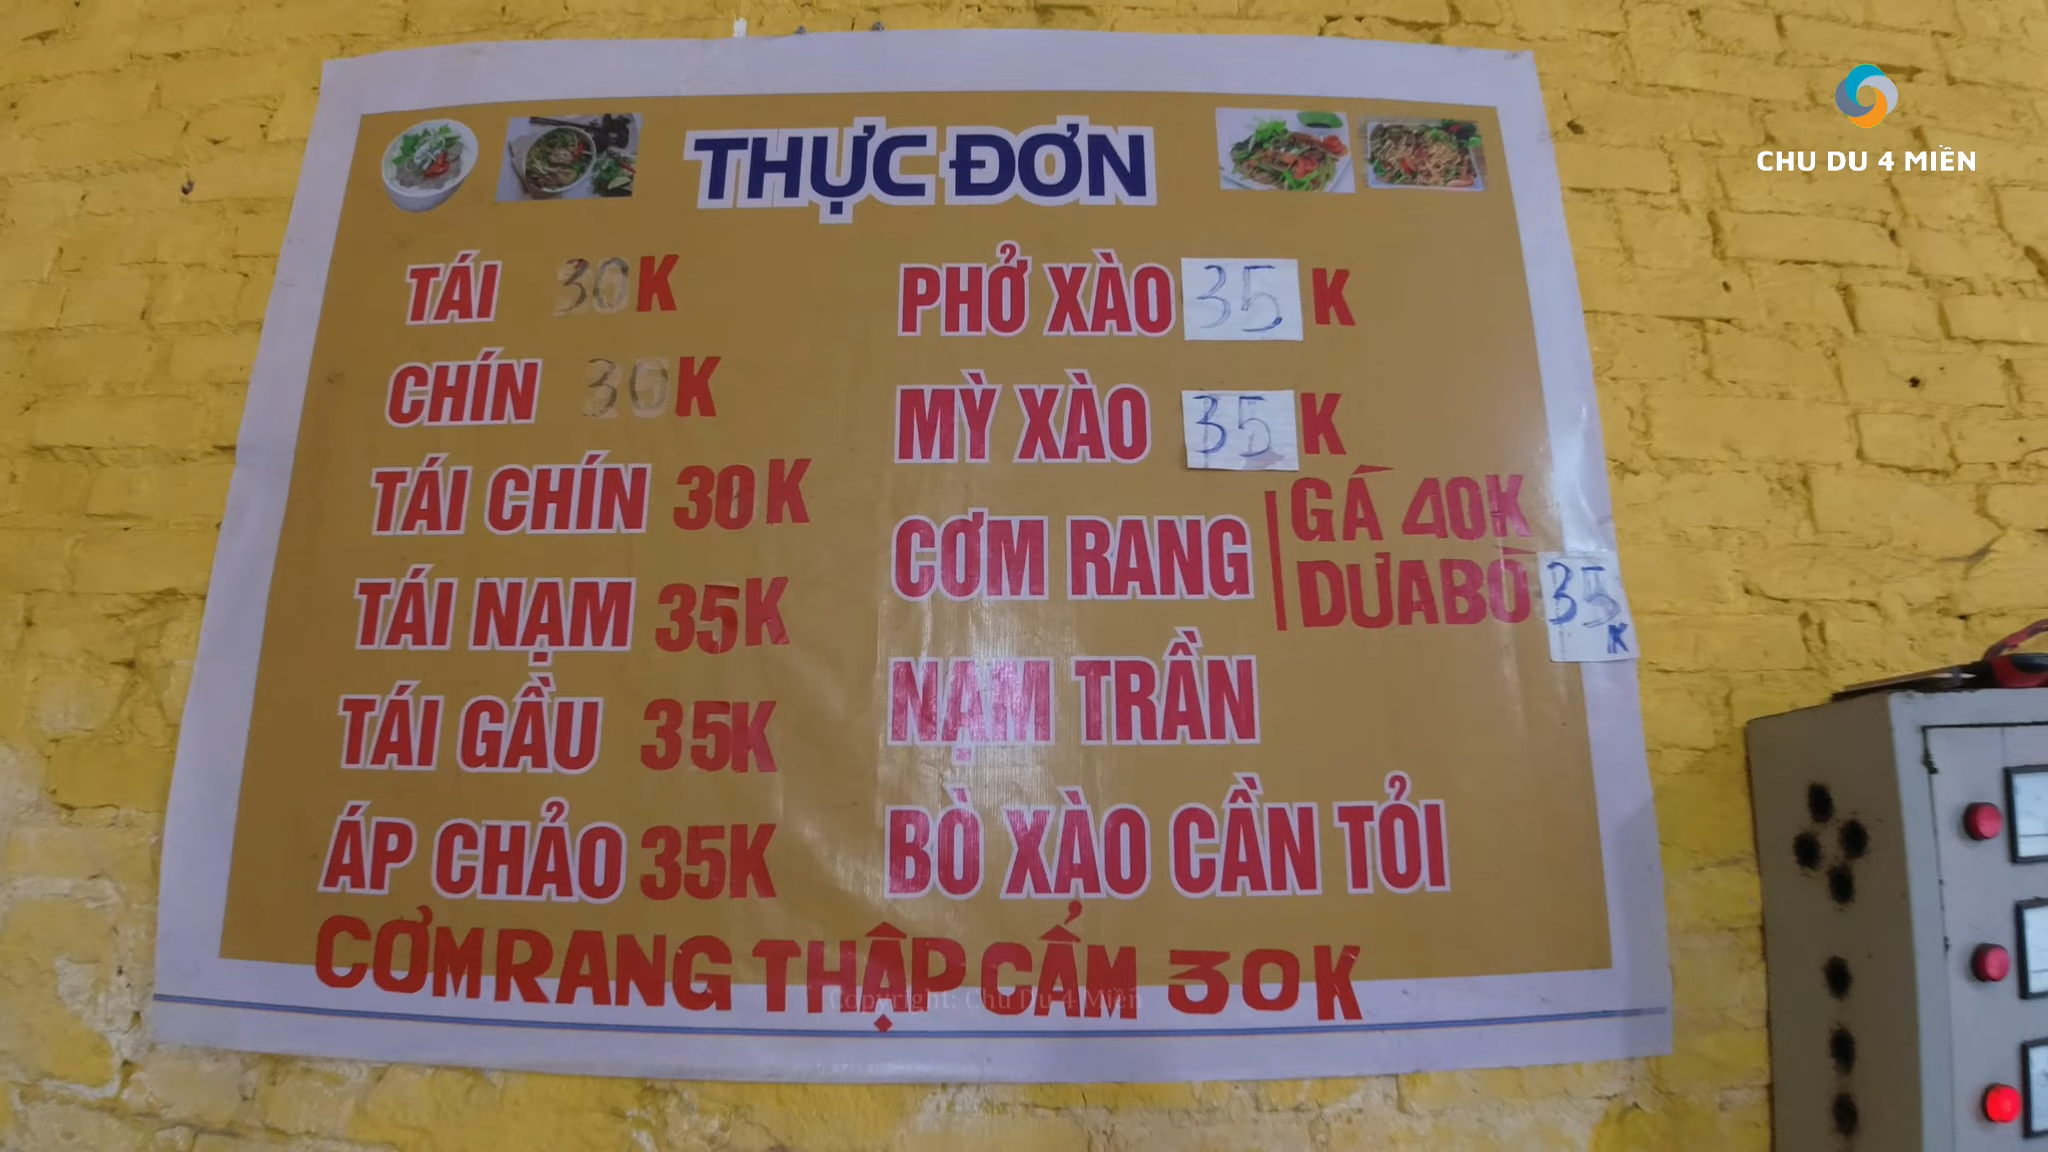 CHU DU 4 MIỀN
THỰC ĐƠN
TÁI 30K
CHÍN 30K
TÁI CHÍN 30K
TÁI NẠM 35K
TÁI GẦU 35K
ÁP CHẢO 35K
PHỞ XÀO 35 K
MỲ XÀO 35 K
CƠM RANG
GÀ 40K
DƯA BÒ 35K
NẠM TRẦN
BÒ XÀO CẦN TỎI
CƠM RANG THẬP CẨM 30K
Copyright: Chu Du 4 Miền